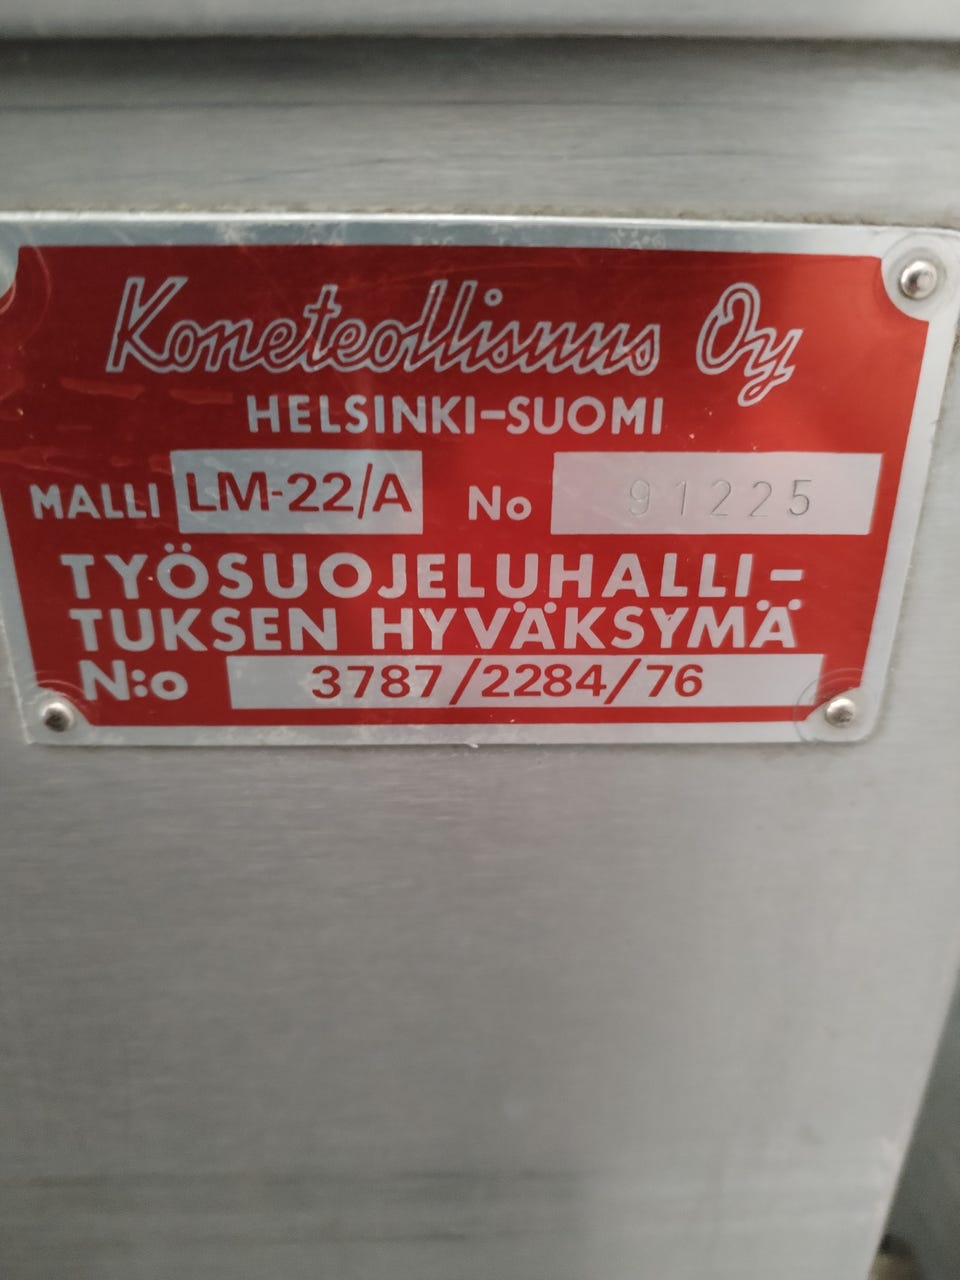 Koneteollisuus Oy
HELSINKI-SUOMI
MALLI LM-22/A No 91225
TYÖSUOJELUHALLI-
TUKSEN HYVÄKSYMÄ
N:o 3787/2284/76